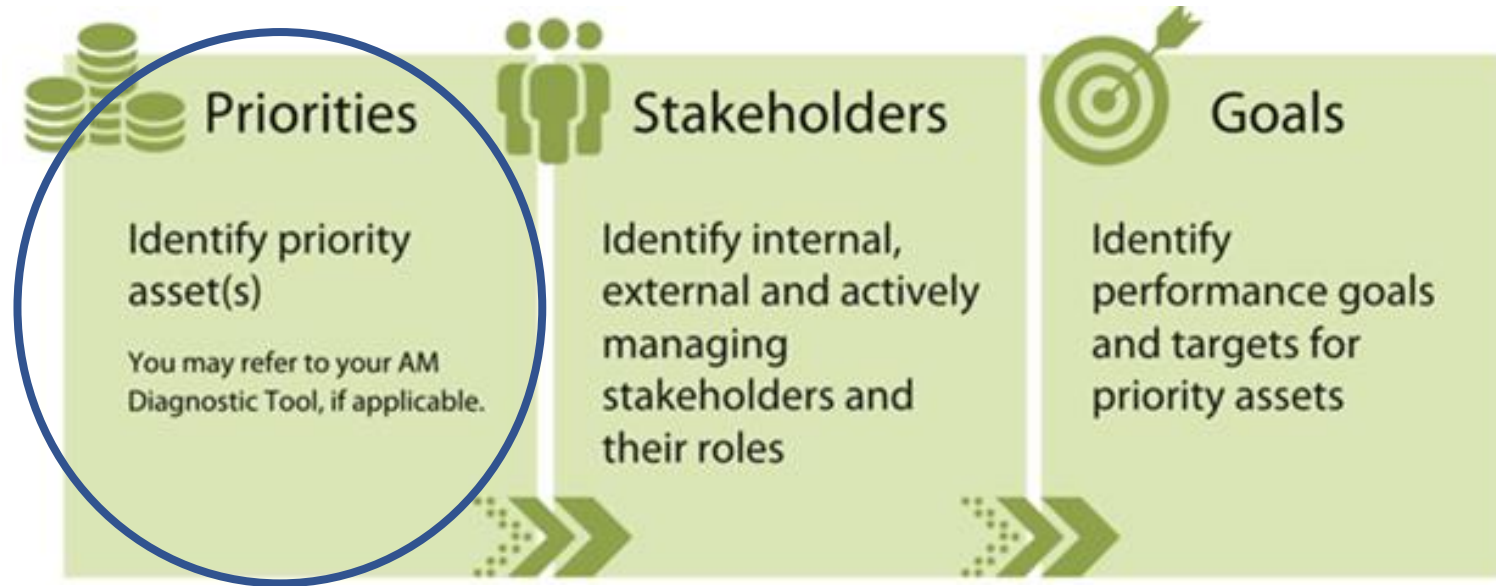 Priorities
Identify priority
asset(s)
You may refer to your AM
Diagnostic Tool, if applicable.
Stakeholders
Identify internal,
external and actively
managing
stakeholders and
their roles
Goals
Identify
performance goals
and targets for
priority assets